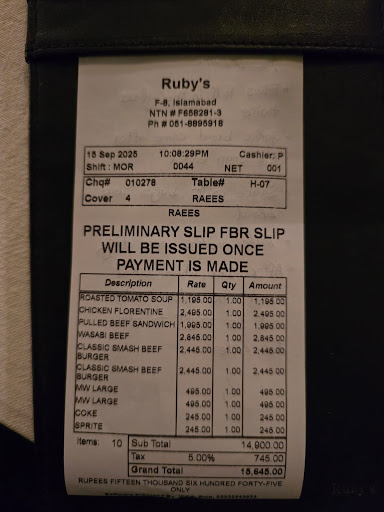 Ruby's
F-8, Islamabad
NTN # F658281-3
Ph # 051-8895918
15 Sep 2025 10:08:29PM Cashier: P
Shift : MOR 0044 NET 001
Chq# 010278 Table# H-07
Cover 4 RAEES
RAEES
PRELIMINARY SLIP FBR SLIP
WILL BE ISSUED ONCE
PAYMENT IS MADE
Description Rate Qty Amount
ROASTED TOMATO SOUP 1,195.00 1.00 1,195.00
CHICKEN FLORENTINE 2,495.00 1.00 2,495.00
PULLED BEEF SANDWICH 1,995.00 1.00 1,995.00
WASABI BEEF 2,845.00 1.00 2,845.00
CLASSIC SMASH BEEF 2,445.00 1.00 2,445.00
BURGER
CLASSIC SMASH BEEF 2,445.00 1.00 2,445.00
BURGER
MW LARGE 495.00 1.00 495.00
MW LARGE 495.00 1.00 495.00
COKE 245.00 1.00 245.00
SPRITE 245.00 1.00 245.00
Items: 10 Sub Total 14,900.00
Tax 5.00% 745.00
Grand Total 15,645.00
RUPEES FIFTEEN THOUSAND SIX HUNDRED FORTY-FIVE
ONLY
Ruby's